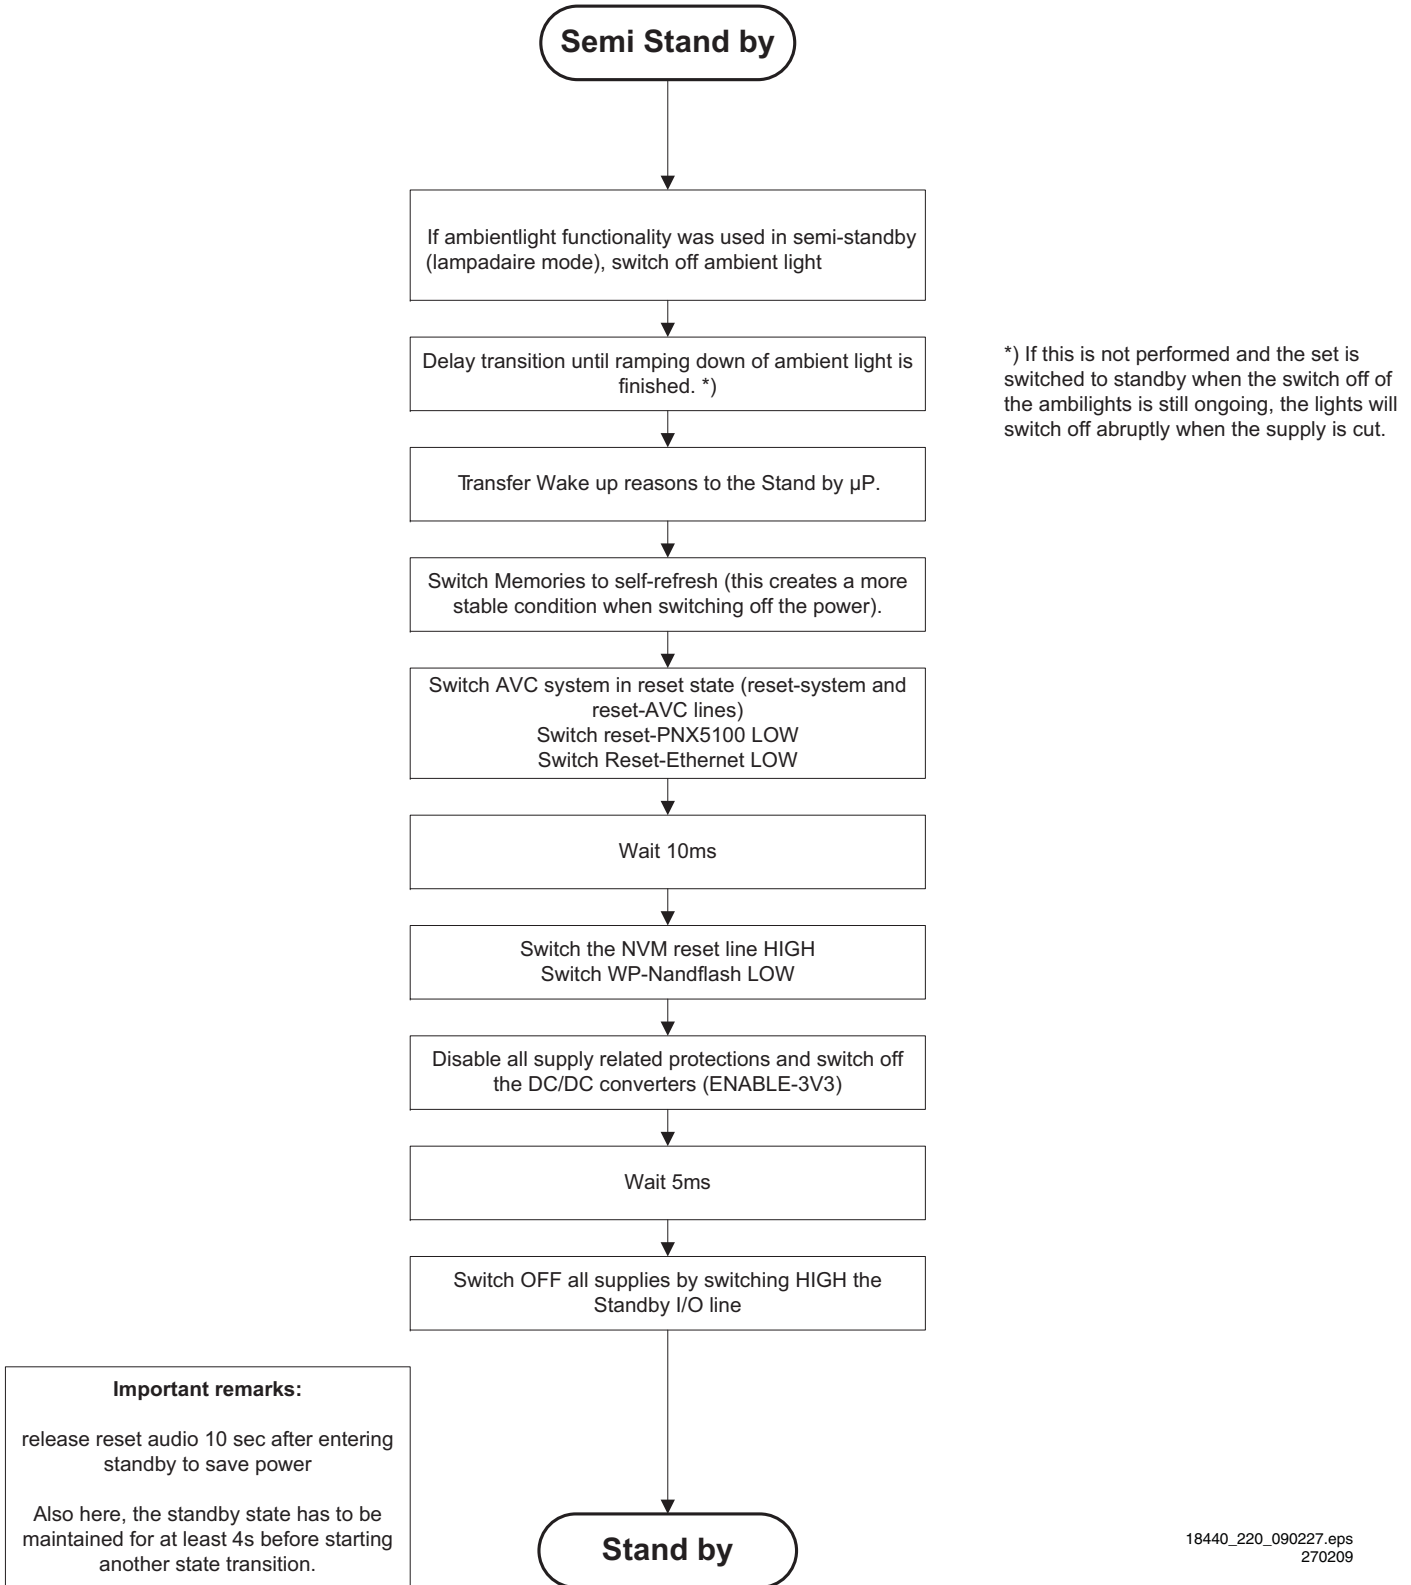 Semi Stand by
If ambientlight functionality was used in semi-standby
(lampadaire mode), switch off ambient light
Delay transition until ramping down of ambient light is
finished. *)
*) If this is not performed and the set is
switched to standby when the switch off of
the ambilights is still ongoing, the lights will
switch off abruptly when the supply is cut.
Transfer Wake up reasons to the Stand by µP.
Switch Memories to self-refresh (this creates a more
stable condition when switching off the power).
Switch AVC system in reset state (reset-system and
reset-AVC lines)
Switch reset-PNX5100 LOW
Switch Reset-Ethernet LOW
Wait 10ms
Switch the NVM reset line HIGH
Switch WP-Nandflash LOW
Disable all supply related protections and switch off
the DC/DC converters (ENABLE-3V3)
Wait 5ms
Switch OFF all supplies by switching HIGH the
Standby I/O line
Important remarks:
release reset audio 10 sec after entering
standby to save power
Also here, the standby state has to be
maintained for at least 4s before starting
another state transition.
Stand by
18440_220_090227.eps
270209